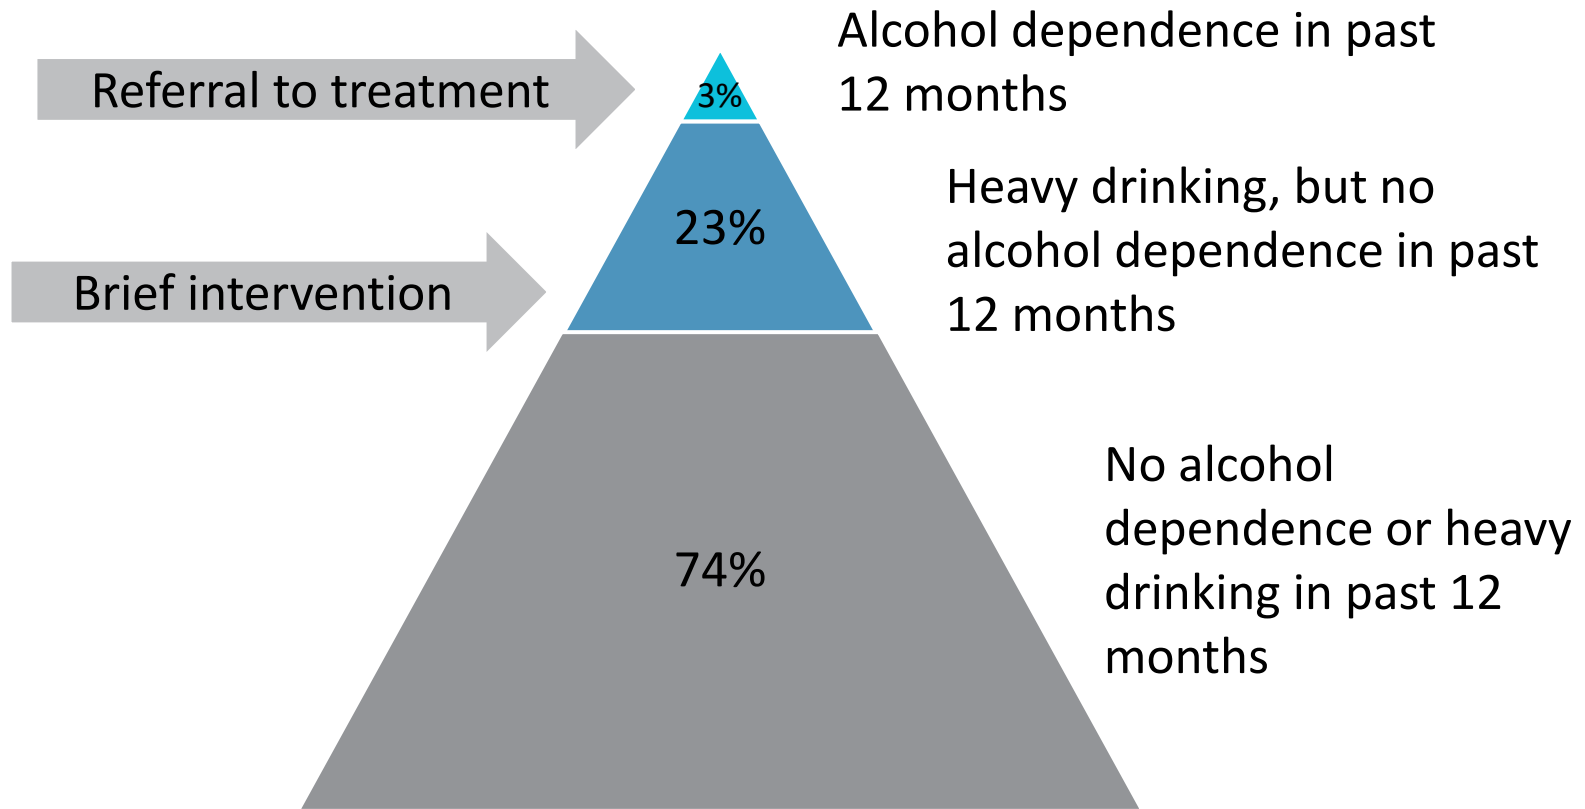 Referral to treatment
3%
Alcohol dependence in past
12 months
Brief intervention
23%
Heavy drinking, but no
alcohol dependence in past
12 months
74%
No alcohol
dependence or heavy
drinking in past 12
months